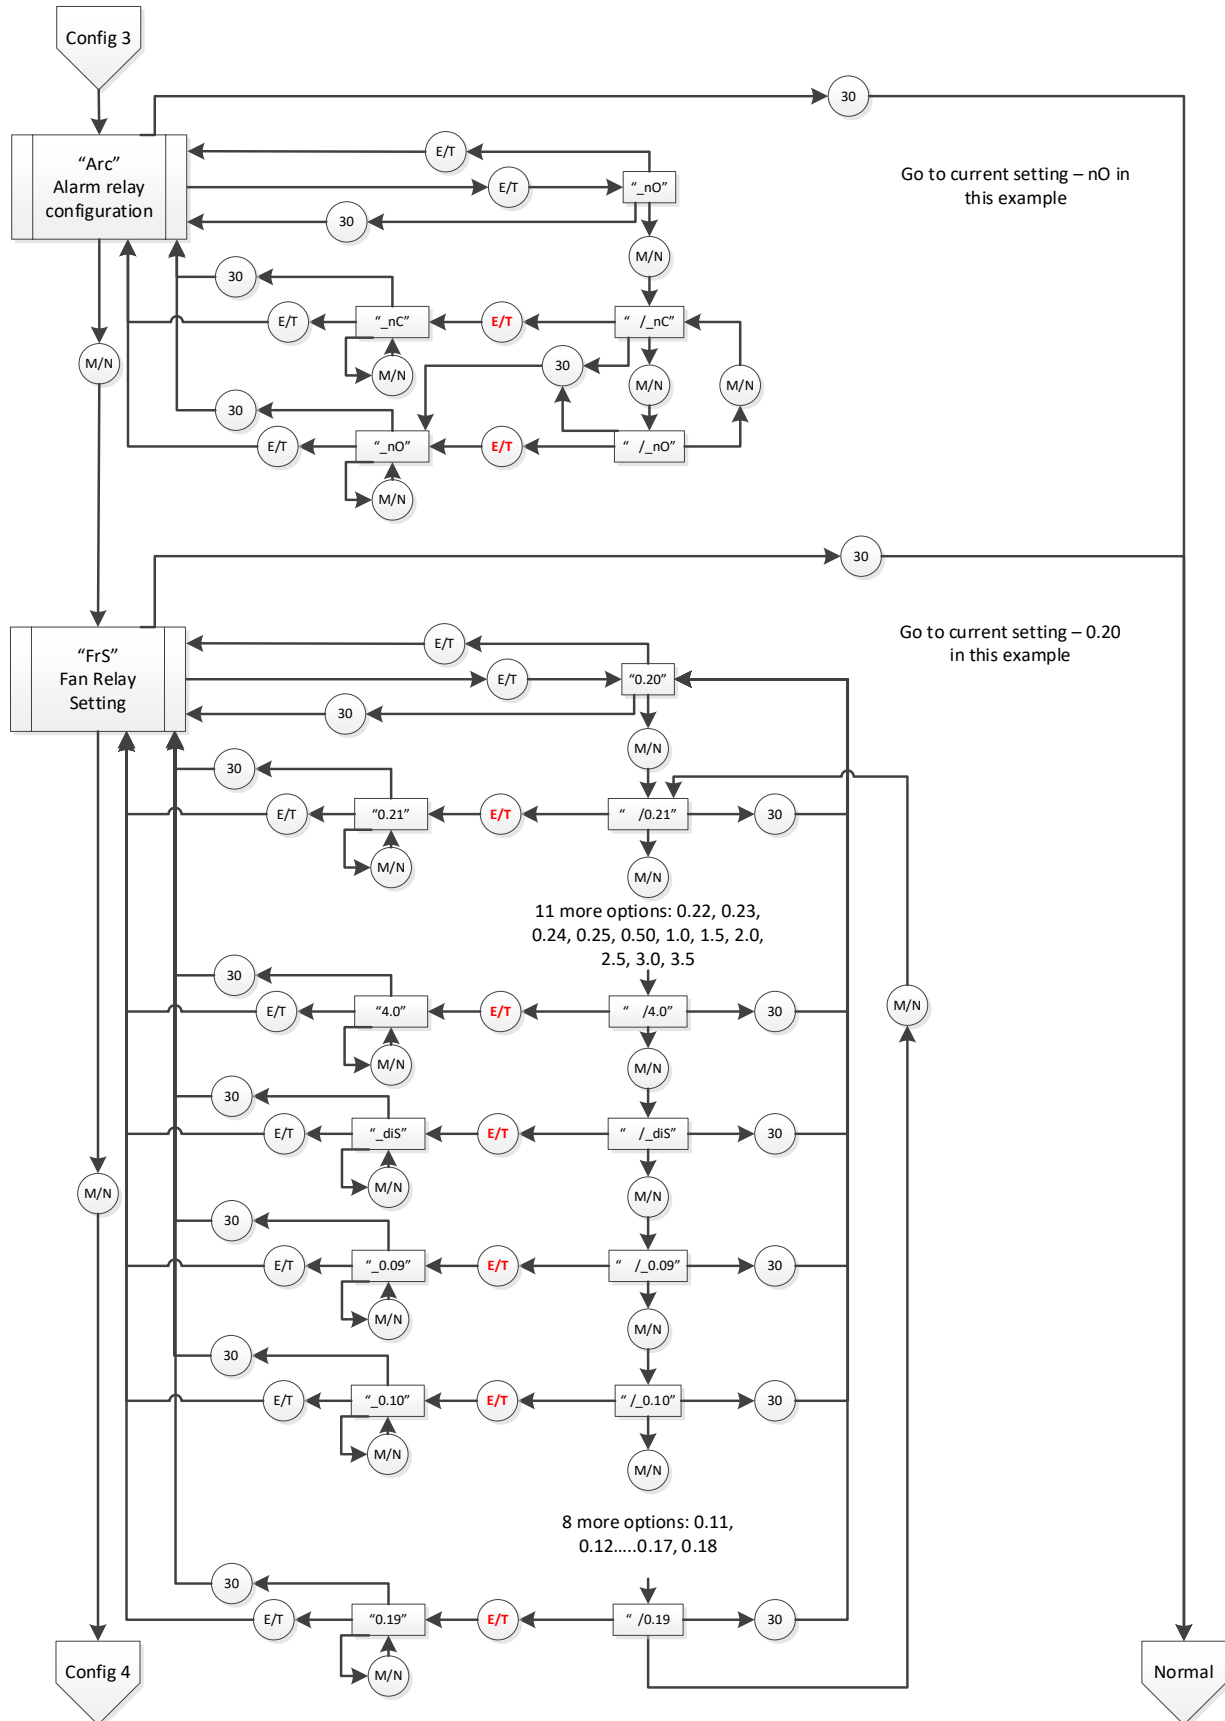 Config 3
30
“Arc”
Alarm relay
configuration
E/T
E/T
“_nO”
30
Go to current setting – nO in
this example
M/N
30
E/T
“_nC”
E/T
“ /_nC”
M/N
M/N
30
M/N
M/N
30
E/T
“_nO”
E/T
“ /_nO”
M/N
30
“FrS”
Fan Relay
Setting
E/T
E/T
“0.20”
30
Go to current setting – 0.20
in this example
M/N
30
E/T
“0.21”
E/T
“ /0.21”
30
M/N
M/N
11 more options: 0.22, 0.23,
0.24, 0.25, 0.50, 1.0, 1.5, 2.0,
2.5, 3.0, 3.5
30
E/T
“4.0”
E/T
“ /4.0”
30
M/N
M/N
M/N
30
E/T
“_diS”
E/T
“ /_diS”
30
M/N
M/N
M/N
30
E/T
“_0.09”
E/T
“ /_0.09”
30
M/N
M/N
30
E/T
“_0.10”
E/T
“ /_0.10”
30
M/N
M/N
8 more options: 0.11,
0.12.....0.17, 0.18
30
E/T
“0.19”
E/T
“ /0.19
30
M/N
Config 4
Normal